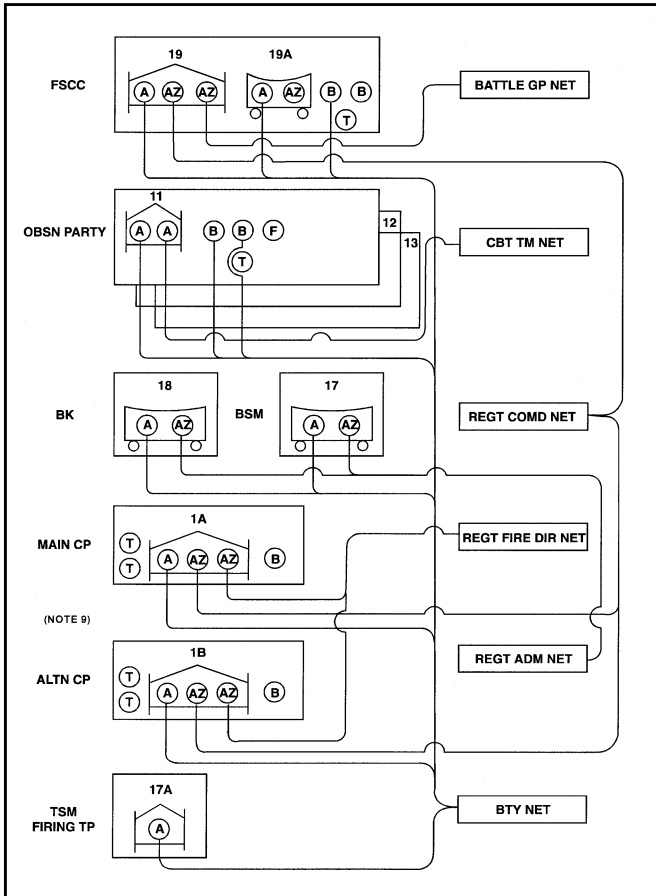 19
19A
FSCC
A
AZ
AZ
A
AZ
B
B
T
BATTLE GP NET
11
OBSN PARTY
A
A
B
B
F
T
12
13
CBT TM NET
18
17
BK
A
AZ
BSM
A
AZ
REGT COMD NET
1A
MAIN CP
T
T
A
AZ
AZ
B
REGT FIRE DIR NET
(NOTE 9)
1B
ALTN CP
T
T
A
AZ
AZ
B
REGT ADM NET
17A
TSM
FIRING TP
A
BTY NET